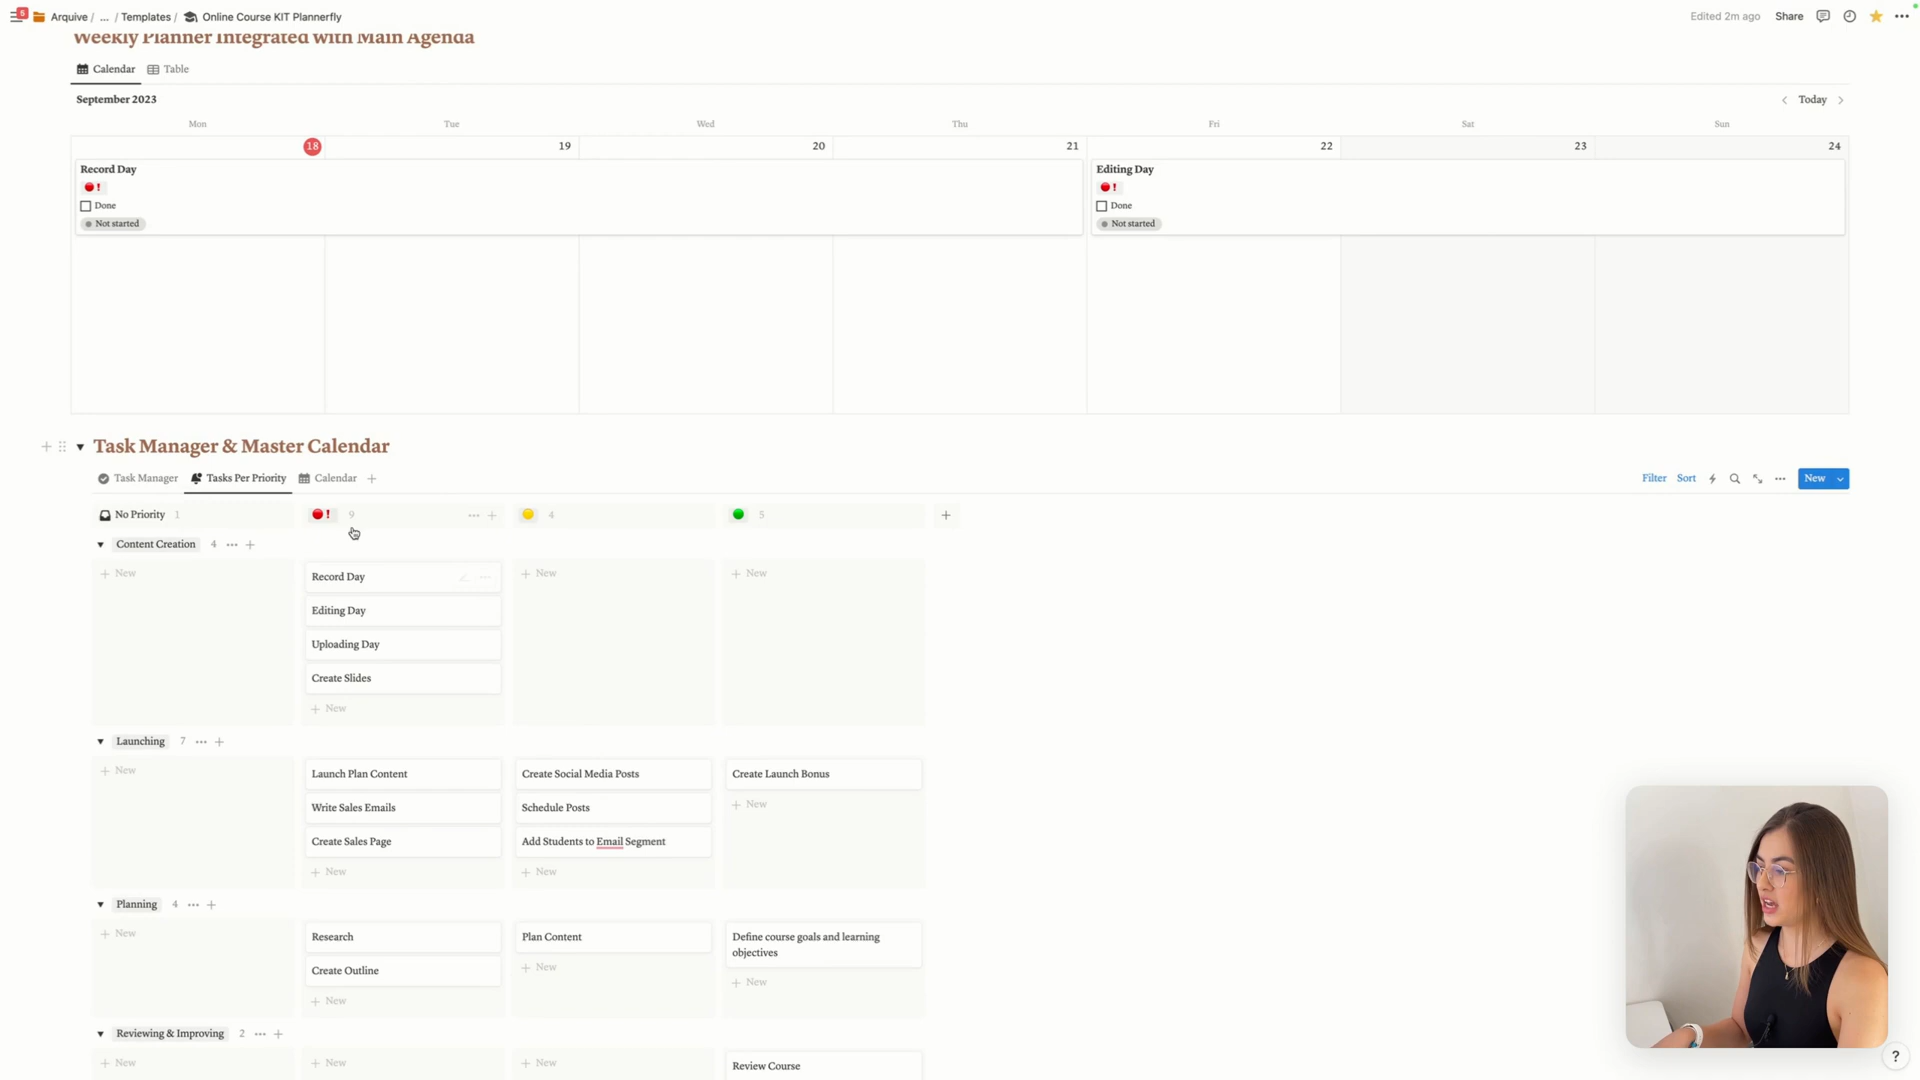 6 Arquive / ... / Templates / Online Course KIT Plannerfly
Edited 2m ago Share
Weekly Planner Integrated with Main Agenda
Calendar Table
September 2023
Today
Mon Tue Wed Thu Fri Sat Sun
18 19 20 21 22 23 24
Record Day
!
Done
Not started
Editing Day
!
Done
Not started
Task Manager & Master Calendar
Task Manager Tasks Per Priority Calendar +
Filter Sort New
No Priority 1
! 9
4
5
Content Creation 4
New
Record Day
New
New
Editing Day
Uploading Day
Create Slides
New
Launching 7
New
Launch Plan Content
Create Social Media Posts
Create Launch Bonus
Write Sales Emails
Schedule Posts
New
Create Sales Page
Add Students to Email Segment
New
New
Planning 4
New
Research
Plan Content
Define course goals and learning
objectives
Create Outline
New
New
New
Reviewing & Improving 2
New
New
New
Review Course
?